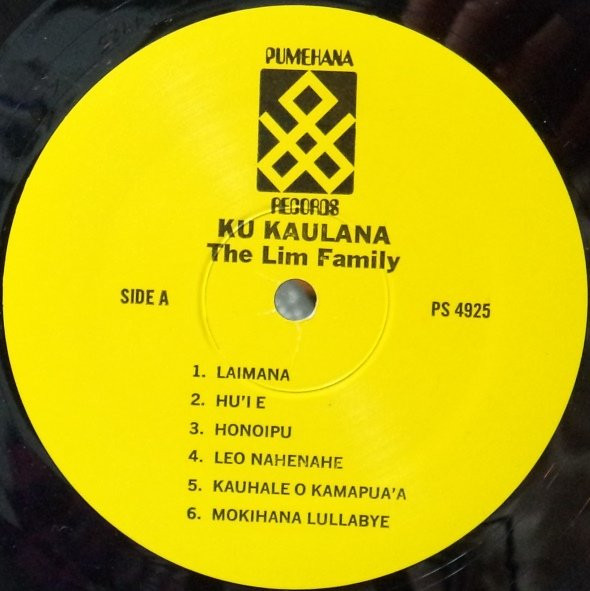 PUMEHANA
RECORDS
KU KAULANA
The Lim Family
SIDE A
PS 4925
1. LAIMANA
2. HU'I E
3. HONOIPU
4. LEO NAHENAHE
5. KAUHALE O KAMAPUA'A
6. MOKIHANA LULLABYE